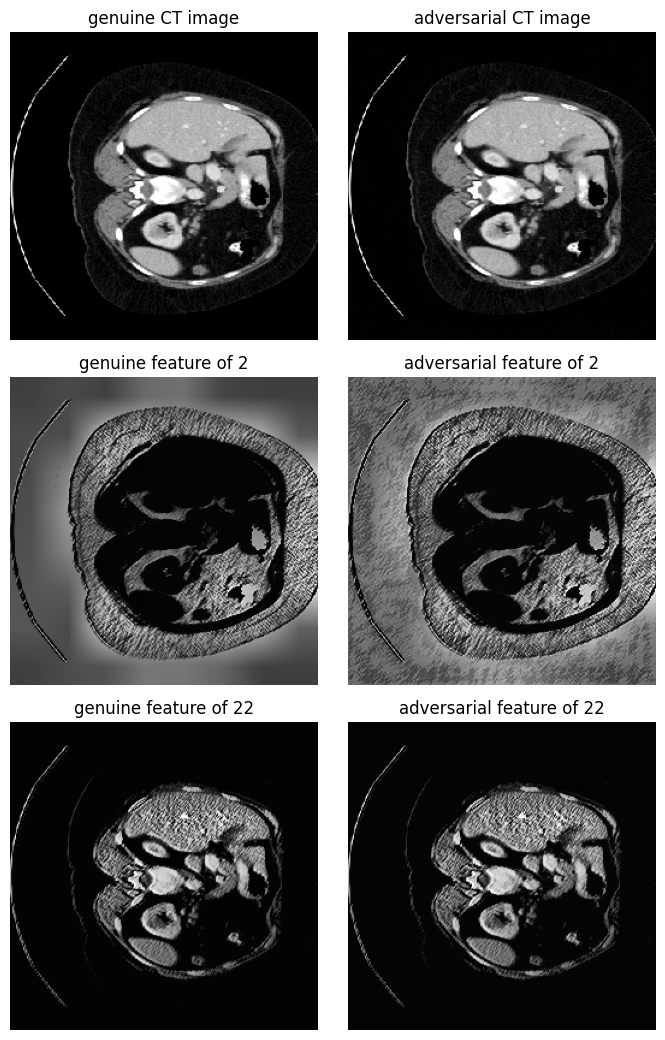 genuine CT image
adversarial CT image
genuine feature of 2
adversarial feature of 2
genuine feature of 22
adversarial feature of 22